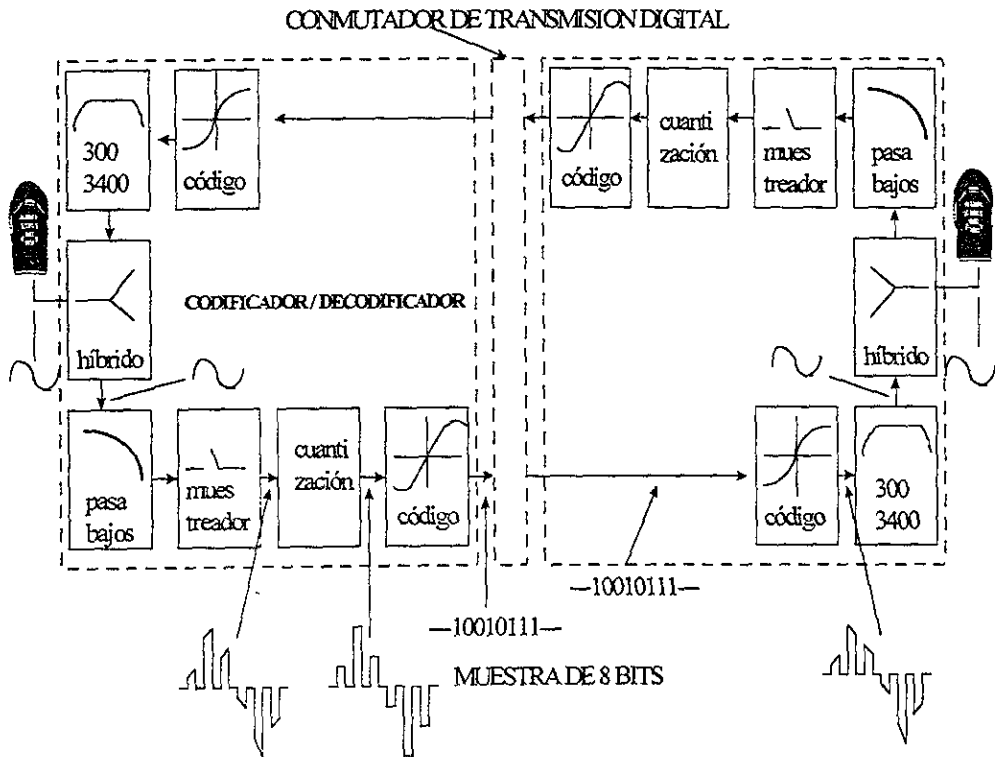 CONMUTADOR DE TRANSMISION DIGITAL
300
3400
código
código
cuanti
zación
mues
treador
pasa
bajos
híbrido
CODIFICADOR / DECODIFICADOR
híbrido
pasa
bajos
mues
treador
cuanti
zación
código
código
300
3400
—10010111—
—10010111—
MUESTRA DE 8 BITS